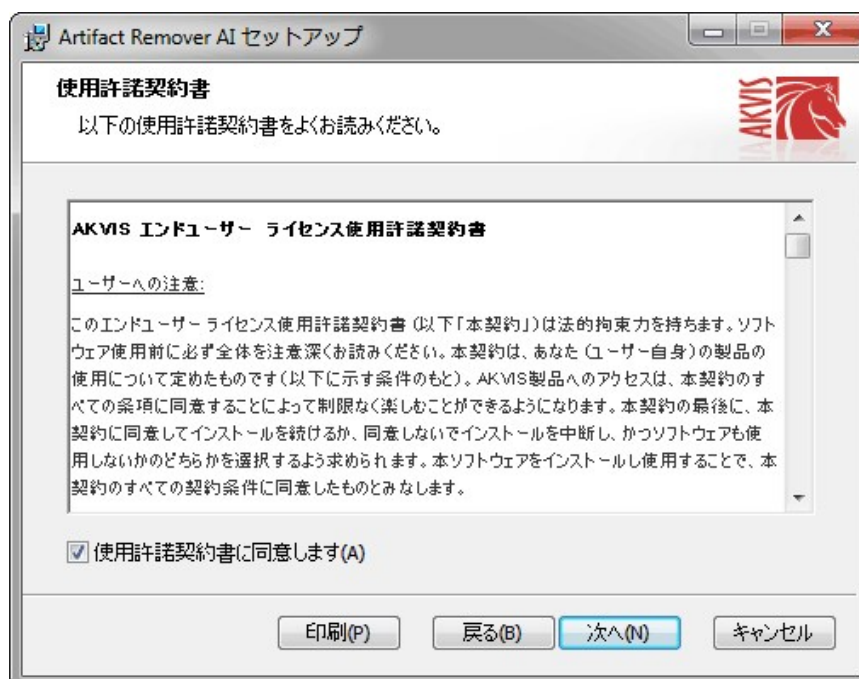 Artifact Remover AI セットアップ
使用許諾契約書
以下の使用許諾契約書をよくお読みください。
AKVIS
AKVIS エンドユーザー ライセンス使用許諾契約書
ユーザーへの注意:
このエンドユーザー ライセンス使用許諾契約書 (以下「本契約」)は法的拘束力を持ちます。ソフト
ウェア使用前に必ず全体を注意深くお読みください。本契約は、あなた (ユーザー自身)の製品の
使用について定めたものです(以下に示す条件のもと)。AKVIS製品へのアクセスは、本契約のす
べての条項に同意することによって制限なく楽しむことができるようになります。本契約の最後に、本
契約に同意してインストールを続けるか、同意しないでインストールを中断し、かつソフトウェアも使
用しないかのどちらかを選択するよう求められます。本ソフトウェアをインストールし使用することで、本
契約のすべての契約条件に同意したものとみなします。
使用許諾契約書に同意します(A)
印刷(P)
戻る(B)
次へ(N)
キャンセル